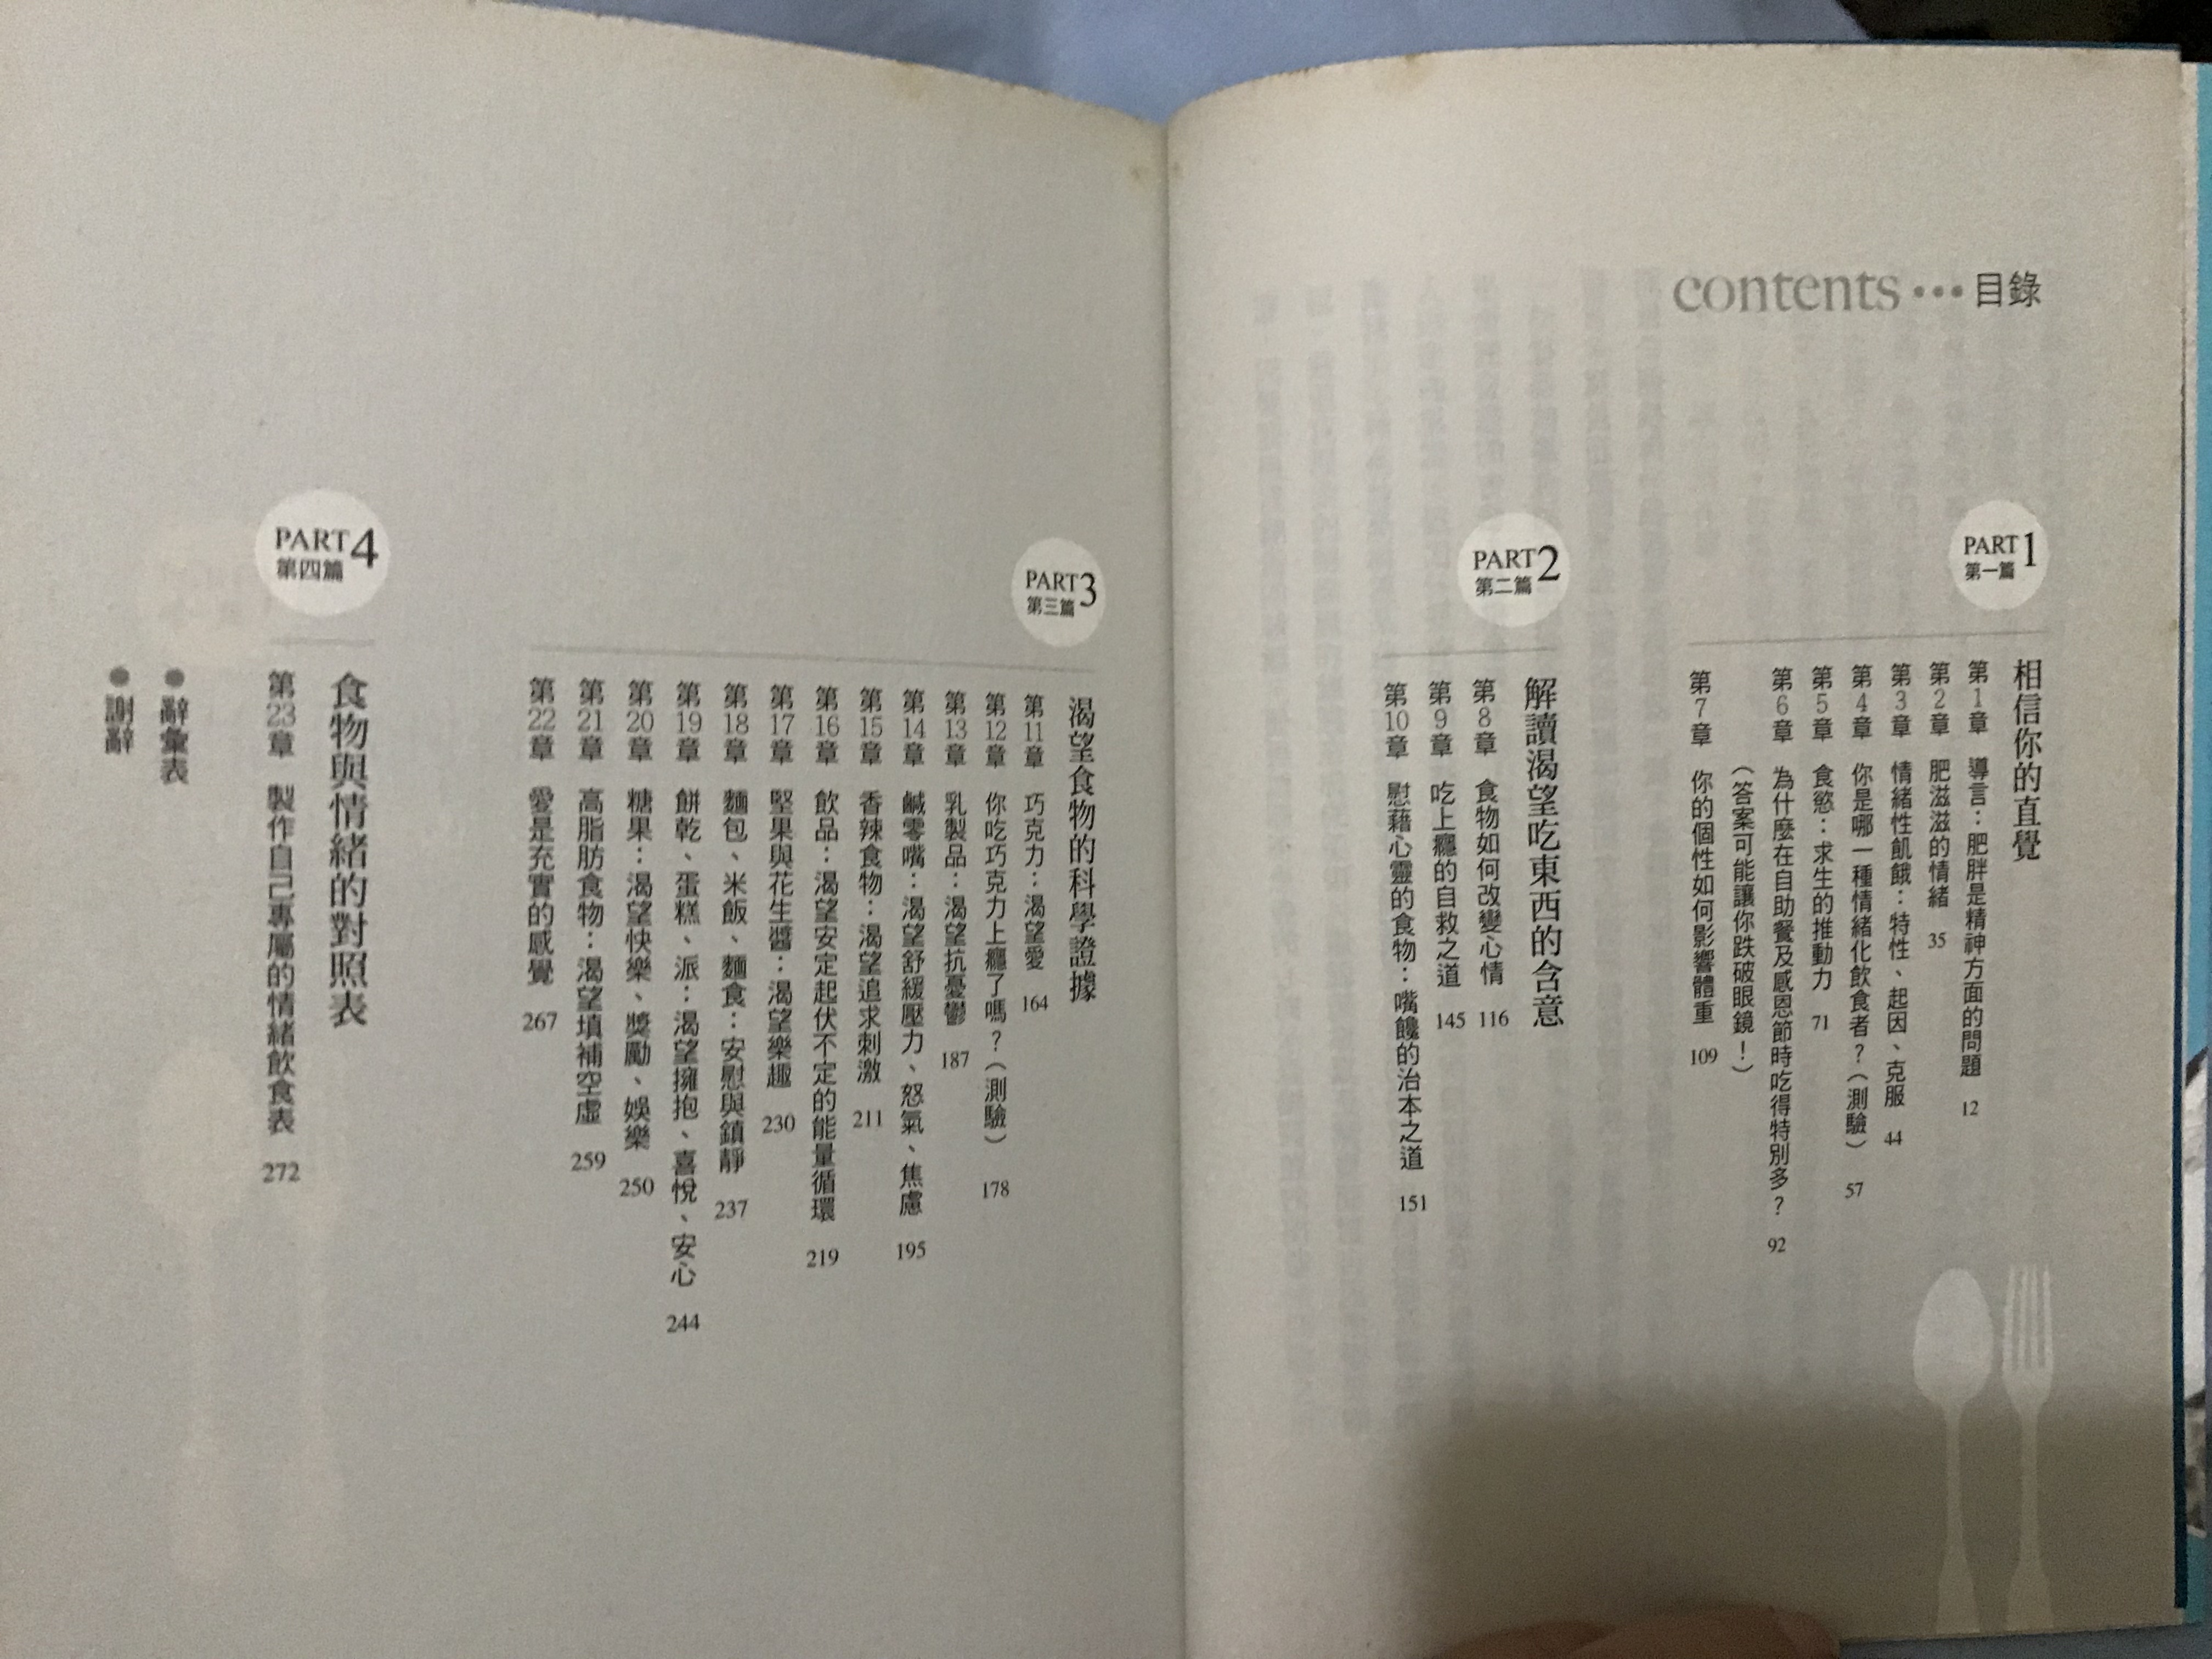 contents ••• 目錄
PART 1
第一篇
相信你的直覺
第1章 導言：肥胖是精神方面的問題 12
第2章 肥滋滋的情緒 35
第3章 情緒性飢餓：特性、起因、克服 44
第4章 你是哪一種情緒化飲食者？（測驗） 57
第5章 食慾：求生的推動力 71
第6章 為什麼在自助餐及感恩節時吃得特別多？ 92
（答案可能讓你跌破眼鏡！）
第7章 你的個性如何影響體重 109
PART 2
第二篇
解讀渴望吃東西的含意
第8章 食物如何改變心情 116
第9章 吃上癮的自救之道 145
第10章 慰藉心靈的食物：嘴饞的治本之道 151
PART 3
第三篇
渴望食物的科學證據
第11章 巧克力：渴望愛 164
第12章 你吃巧克力上癮了嗎？（測驗） 178
第13章 乳製品：渴望抗憂鬱 187
第14章 鹹零嘴：渴望舒緩壓力、怒氣、焦慮 195
第15章 香辣食物：渴望追求刺激 211
第16章 飲品：渴望安定起伏不定的能量循環 219
第17章 堅果與花生醬：渴望樂趣 230
第18章 麵包、米飯、麵食：安慰與鎮靜 237
第19章 餅乾、蛋糕、派：渴望擁抱、喜悅、安心 244
第20章 糖果：渴望快樂、獎勵、娛樂 250
第21章 高脂肪食物：渴望填補空虛 259
第22章 愛是充實的感覺 267
PART 4
第四篇
食物與情緒的對照表
第23章 製作自己專屬的情緒飲食表 272
● 辭彙表
● 謝辭